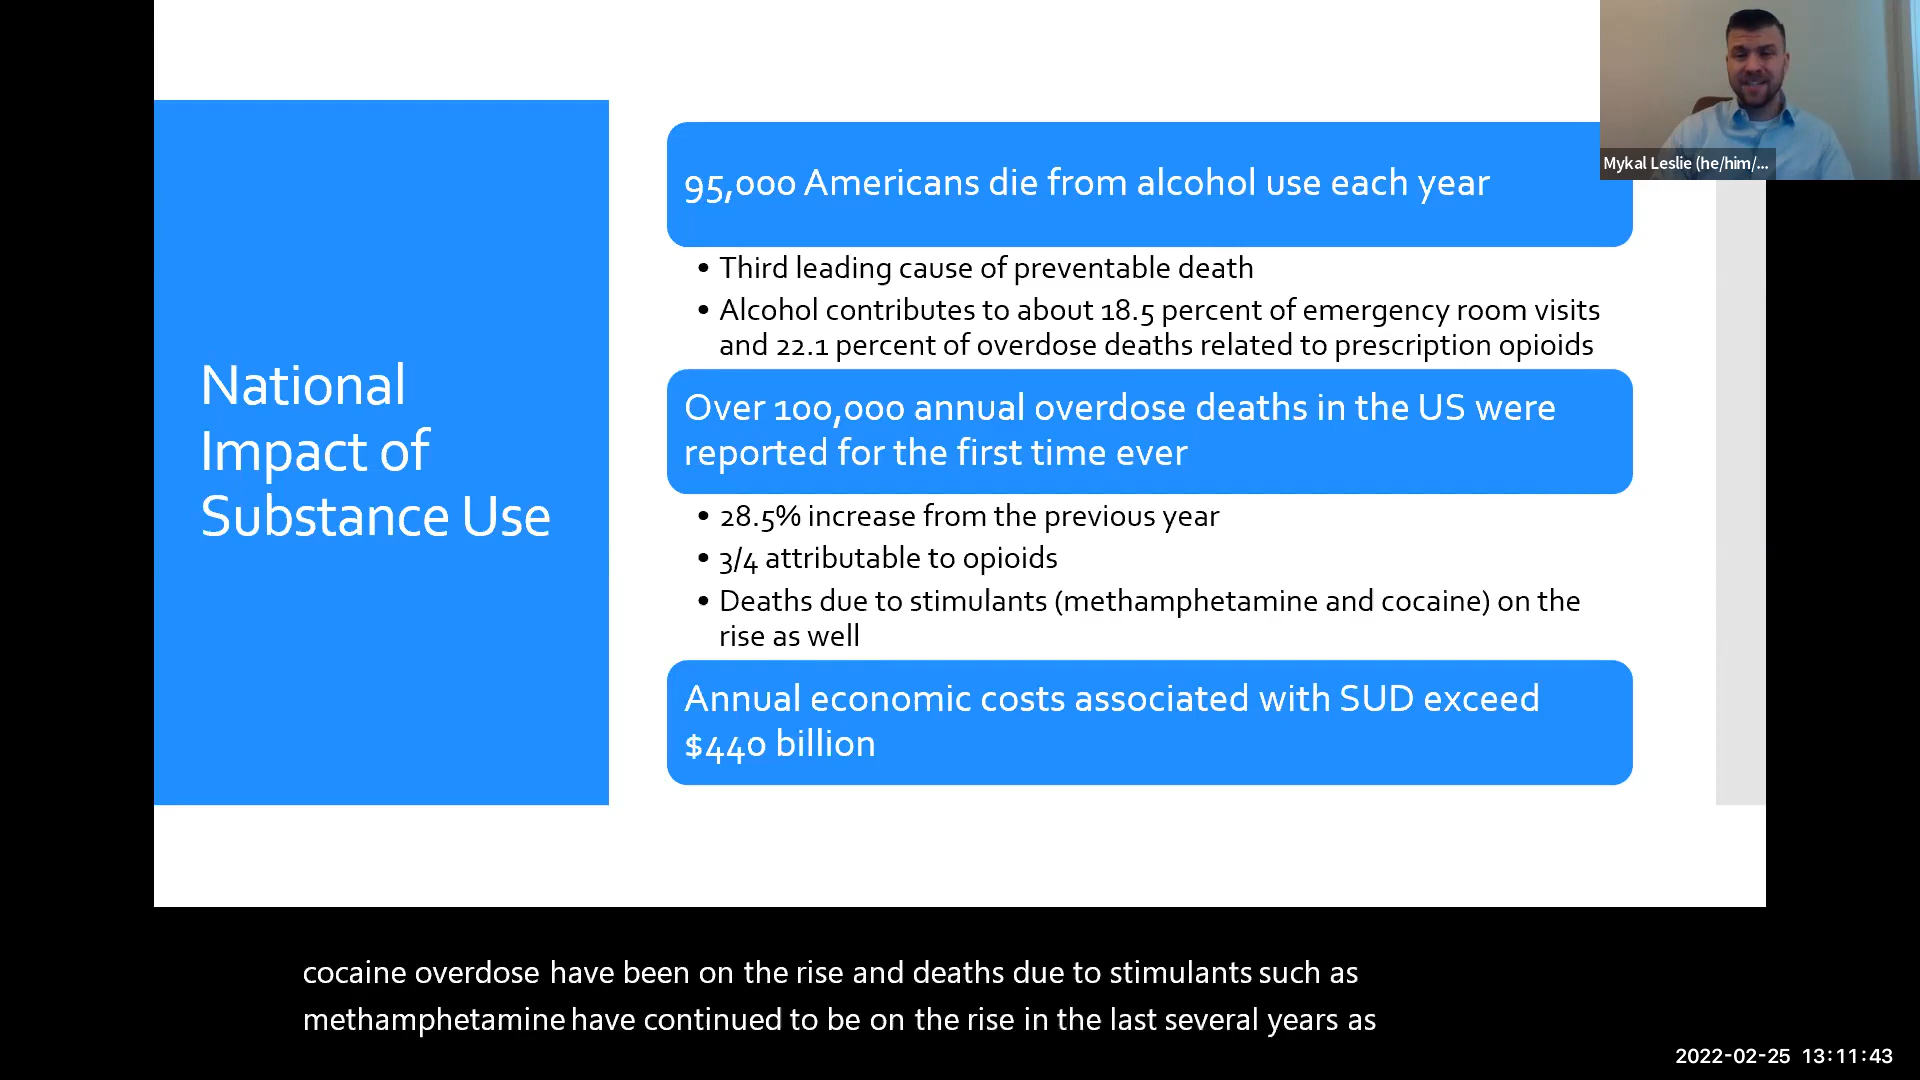 National
Impact of
Substance Use
95,000 Americans die from alcohol use each year
• Third leading cause of preventable death
• Alcohol contributes to about 18.5 percent of emergency room visits
and 22.1 percent of overdose deaths related to prescription opioids
Over 100,000 annual overdose deaths in the US were
reported for the first time ever
• 28.5% increase from the previous year
• 3/4 attributable to opioids
• Deaths due to stimulants (methamphetamine and cocaine) on the
rise as well
Annual economic costs associated with SUD exceed
$440 billion
Mykal Leslie (he/him/...
cocaine overdose have been on the rise and deaths due to stimulants such as
methamphetamine have continued to be on the rise in the last several years as
2022-02-25 13:11:43